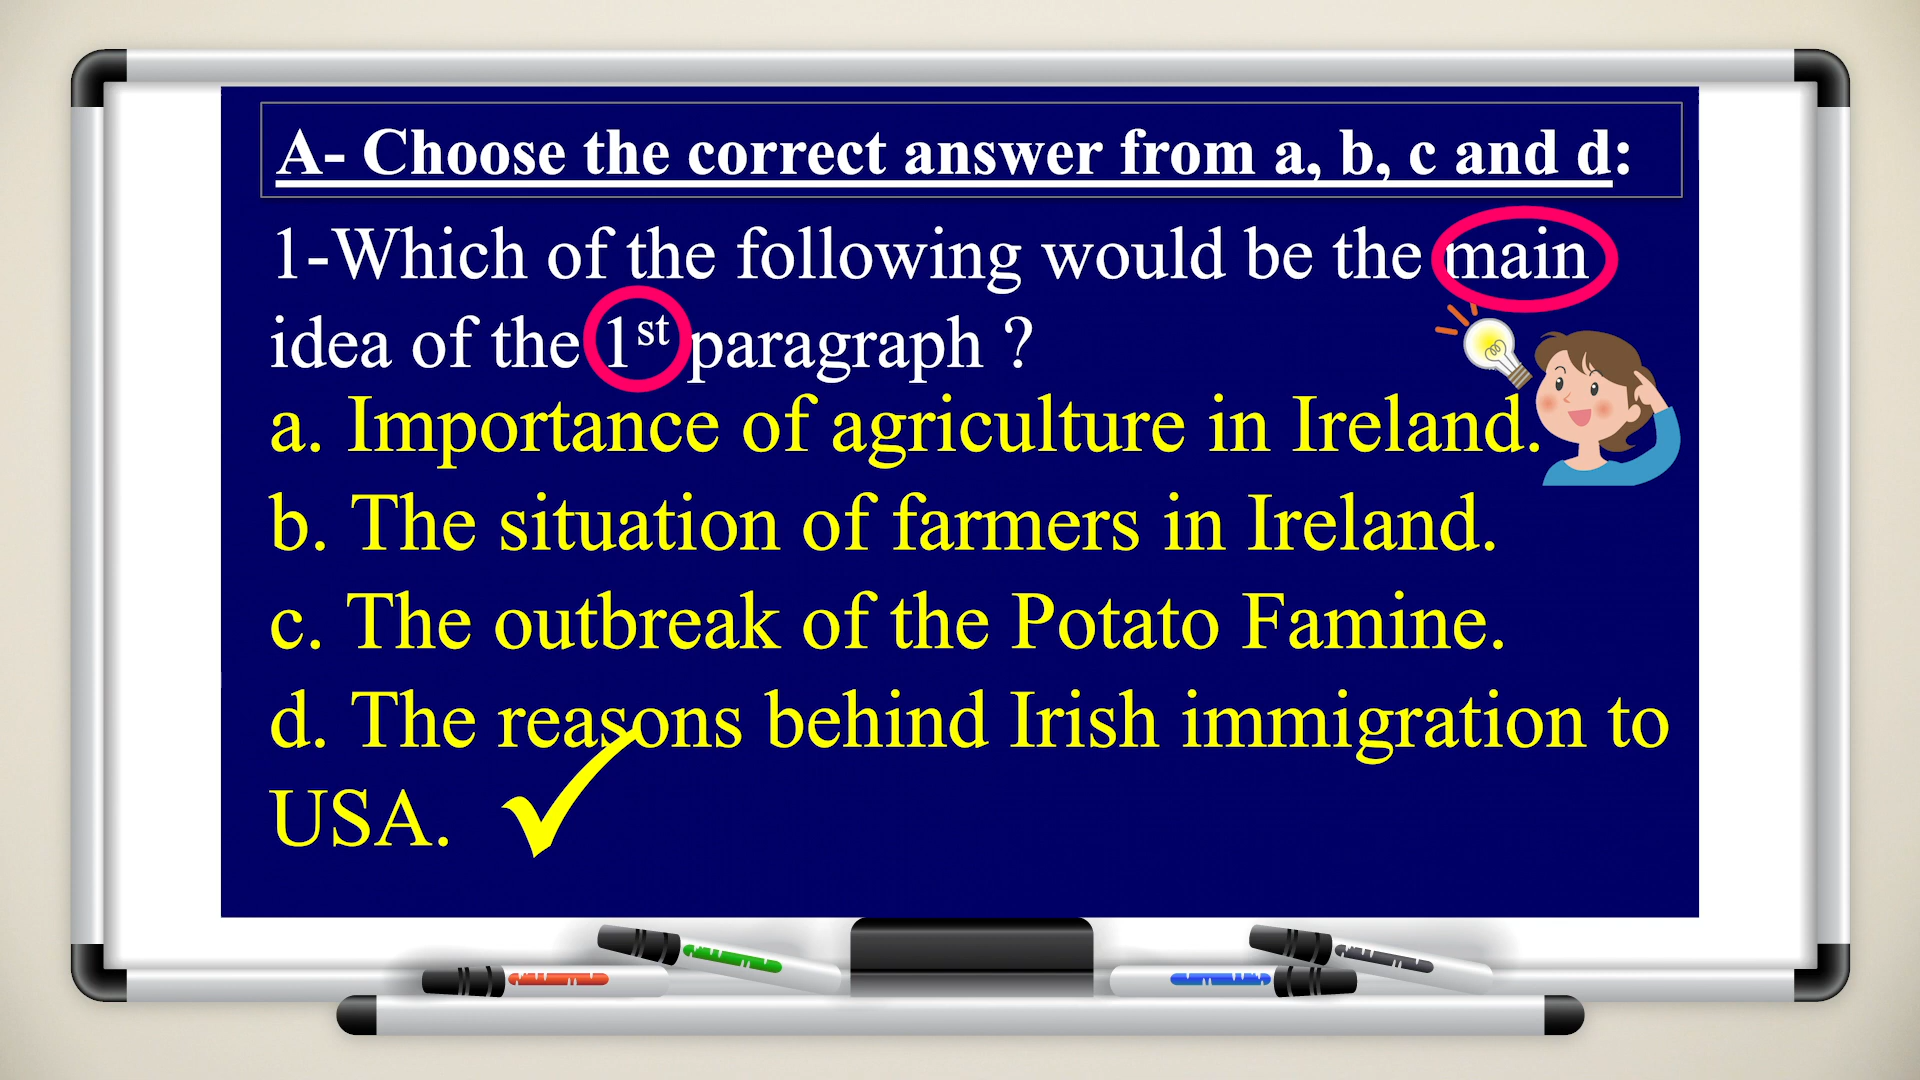 A- Choose the correct answer from a, b, c and d:
1-Which of the following would be the main
idea of the 1st paragraph ?
a. Importance of agriculture in Ireland.
b. The situation of farmers in Ireland.
c. The outbreak of the Potato Famine.
d. The reasons behind Irish immigration to
USA.